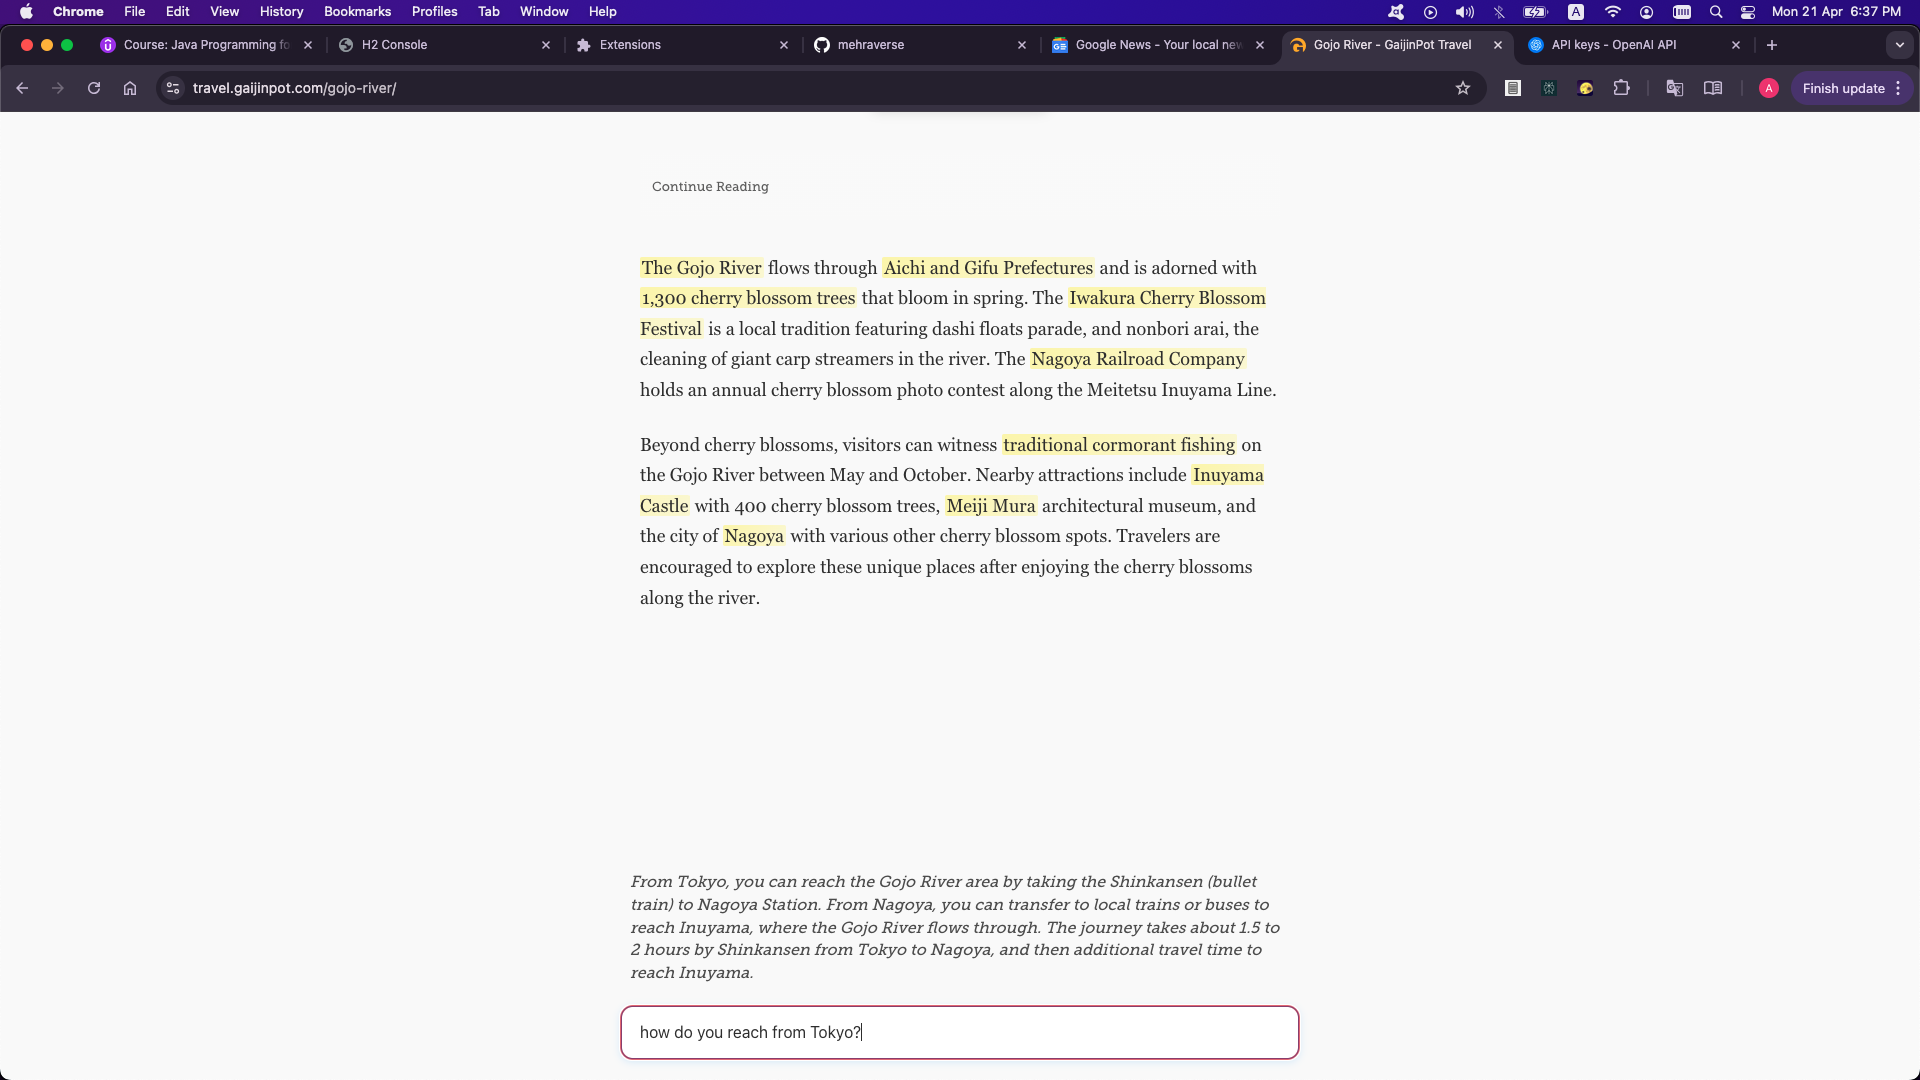 Chrome File Edit View History Bookmarks Profiles Tab Window Help A Mon 21 Apr 6:37 PM
Course: Java Programming fo H2 Console Extensions mehraverse Google News - Your local nev Gojo River - GaijinPot Travel API keys - OpenAI API
travel.gaijinpot.com/gojo-river/ A Finish update
Continue Reading
The Gojo River flows through Aichi and Gifu Prefectures and is adorned with
1,300 cherry blossom trees that bloom in spring. The Iwakura Cherry Blossom
Festival is a local tradition featuring dashi floats parade, and nonbori arai, the
cleaning of giant carp streamers in the river. The Nagoya Railroad Company
holds an annual cherry blossom photo contest along the Meitetsu Inuyama Line.
Beyond cherry blossoms, visitors can witness traditional cormorant fishing on
the Gojo River between May and October. Nearby attractions include Inuyama
Castle with 400 cherry blossom trees, Meiji Mura architectural museum, and
the city of Nagoya with various other cherry blossom spots. Travelers are
encouraged to explore these unique places after enjoying the cherry blossoms
along the river.
From Tokyo, you can reach the Gojo River area by taking the Shinkansen (bullet
train) to Nagoya Station. From Nagoya, you can transfer to local trains or buses to
reach Inuyama, where the Gojo River flows through. The journey takes about 1.5 to
2 hours by Shinkansen from Tokyo to Nagoya, and then additional travel time to
reach Inuyama.
how do you reach from Tokyo?